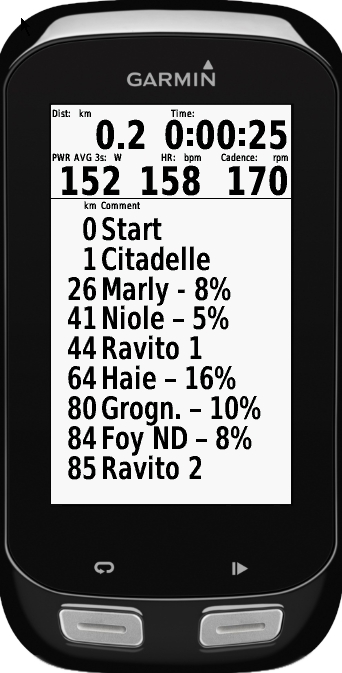 GARMIN
Dist: km Time:
0.2 0:00:25
PWR AVG 3s: W HR: bpm Cadence: rpm
152 158 170
km Comment
0 Start
1 Citadelle
26 Marly - 8%
41 Niole – 5%
44 Ravito 1
64 Haie – 16%
80 Grogn. – 10%
84 Foy ND – 8%
85 Ravito 2